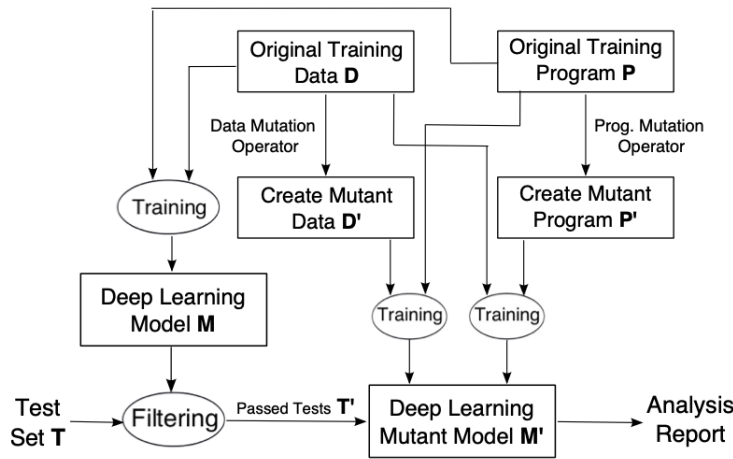 Original Training
Data D
Original Training
Program P
Data Mutation
Operator
Prog. Mutation
Operator
Training
Create Mutant
Data D'
Create Mutant
Program P'
Deep Learning
Model M
Training
Training
Test
Set T
Filtering
Passed Tests T'
Deep Learning
Mutant Model M'
Analysis
Report